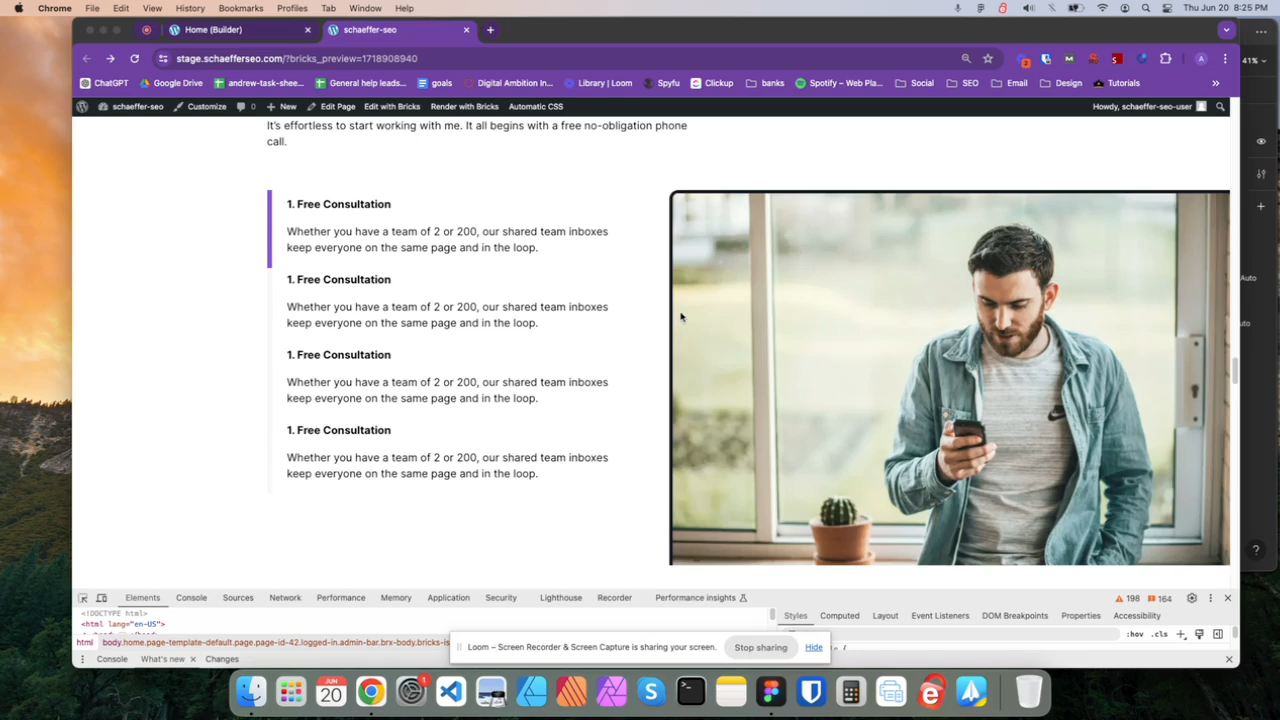 Chrome File Edit View History Bookmarks Profiles Tab Window Help Thu Jun 20 8:25 PM
Home (Builder) schaeffer-seo
41%
stage.schaefferseo.com/?bricks_preview=1718908940
ChatGPT Google Drive andrew-task-shee... General help leads... goals Digital Ambition In... Library | Loom Spyfu Clickup banks Spotify – Web Pla... Social SEO Email Design Tutorials »
schaeffer-seo Customize 0 New Edit Page Edit with Bricks Render with Bricks Automatic CSS Howdy, schaeffer-seo-user
It's effortless to start working with me. It all begins with a free no-obligation phone
call.
1. Free Consultation
Whether you have a team of 2 or 200, our shared team inboxes
keep everyone on the same page and in the loop.
1. Free Consultation
Whether you have a team of 2 or 200, our shared team inboxes
keep everyone on the same page and in the loop.
1. Free Consultation
Whether you have a team of 2 or 200, our shared team inboxes
keep everyone on the same page and in the loop.
1. Free Consultation
Whether you have a team of 2 or 200, our shared team inboxes
keep everyone on the same page and in the loop.
Auto
uto
Elements Console Sources Network Performance Memory Application Security Lighthouse Recorder Performance insights 198 164
<!DOCTYPE html>
<html lang="en-US">
Styles Computed Layout Event Listeners DOM Breakpoints Properties Accessibility
:hov .cls
html body.home.page-template-default.page.page-id-42.logged-in.admin-bar.brx-body.bricks-is
Loom – Screen Recorder & Screen Capture is sharing your screen. Stop sharing Hide
Console What's new Changes